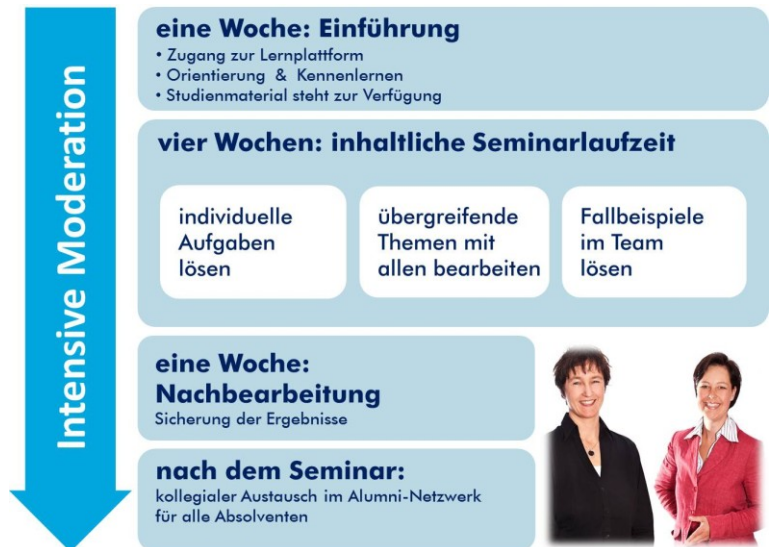 Intensive Moderation
eine Woche: Einführung
• Zugang zur Lernplattform
• Orientierung & Kennenlernen
• Studienmaterial steht zur Verfügung
vier Wochen: inhaltliche Seminarlaufzeit
individuelle
Aufgaben
lösen
übergreifende
Themen mit
allen bearbeiten
Fallbeispiele
im Team
lösen
eine Woche:
Nachbearbeitung
Sicherung der Ergebnisse
nach dem Seminar:
kollegialer Austausch im Alumni-Netzwerk
für alle Absolventen